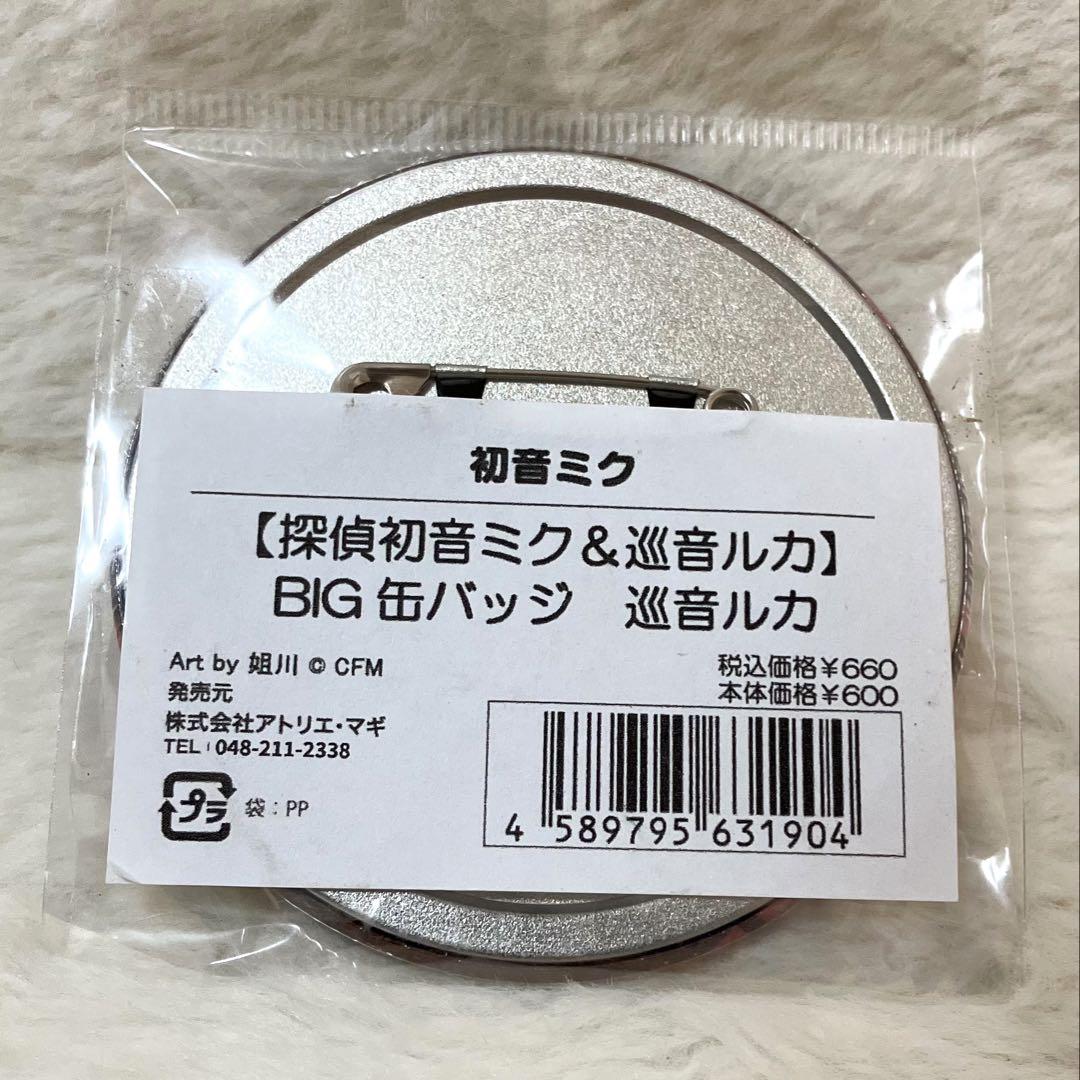 初音ミク
【探偵初音ミク＆巡音ルカ】
BIG 缶バッジ　巡音ルカ
Art by 姐川 © CFM
発売元
株式会社アトリエ・マギ
TEL：048-211-2338
税込価格¥660
本体価格¥600
プラ 袋：PP
4 589795 631904